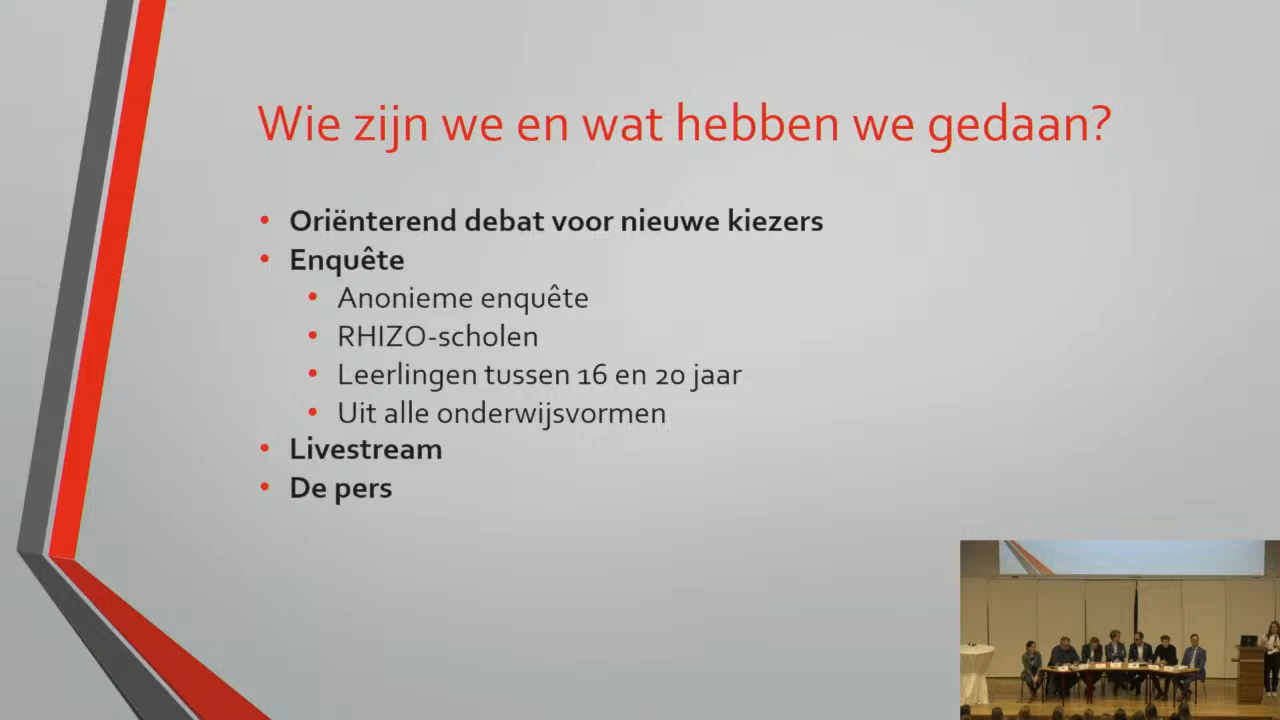 Wie zijn we en wat hebben we gedaan?
• Oriënterend debat voor nieuwe kiezers
• Enquête
• Anonieme enquête
• RHIZO-scholen
• Leerlingen tussen 16 en 20 jaar
• Uit alle onderwijsvormen
• Livestream
• De pers